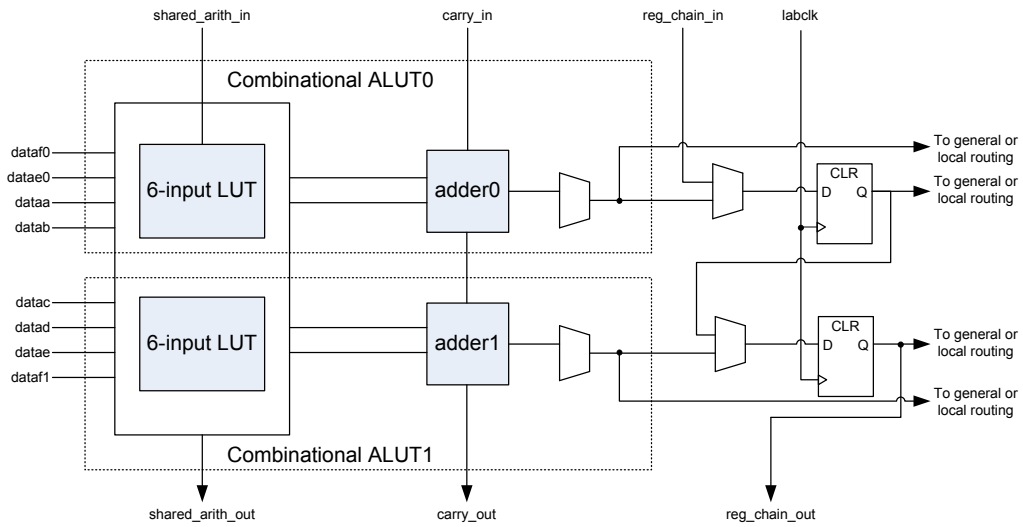 shared_arith_in
carry_in
reg_chain_in
labclk
Combinational ALUT0
dataf0
datae0
dataa
datab
6-input LUT
adder0
To general or
local routing
CLR
D
Q
To general or
local routing
datac
datad
datae
dataf1
6-input LUT
adder1
CLR
D
Q
To general or
local routing
To general or
local routing
Combinational ALUT1
shared_arith_out
carry_out
reg_chain_out